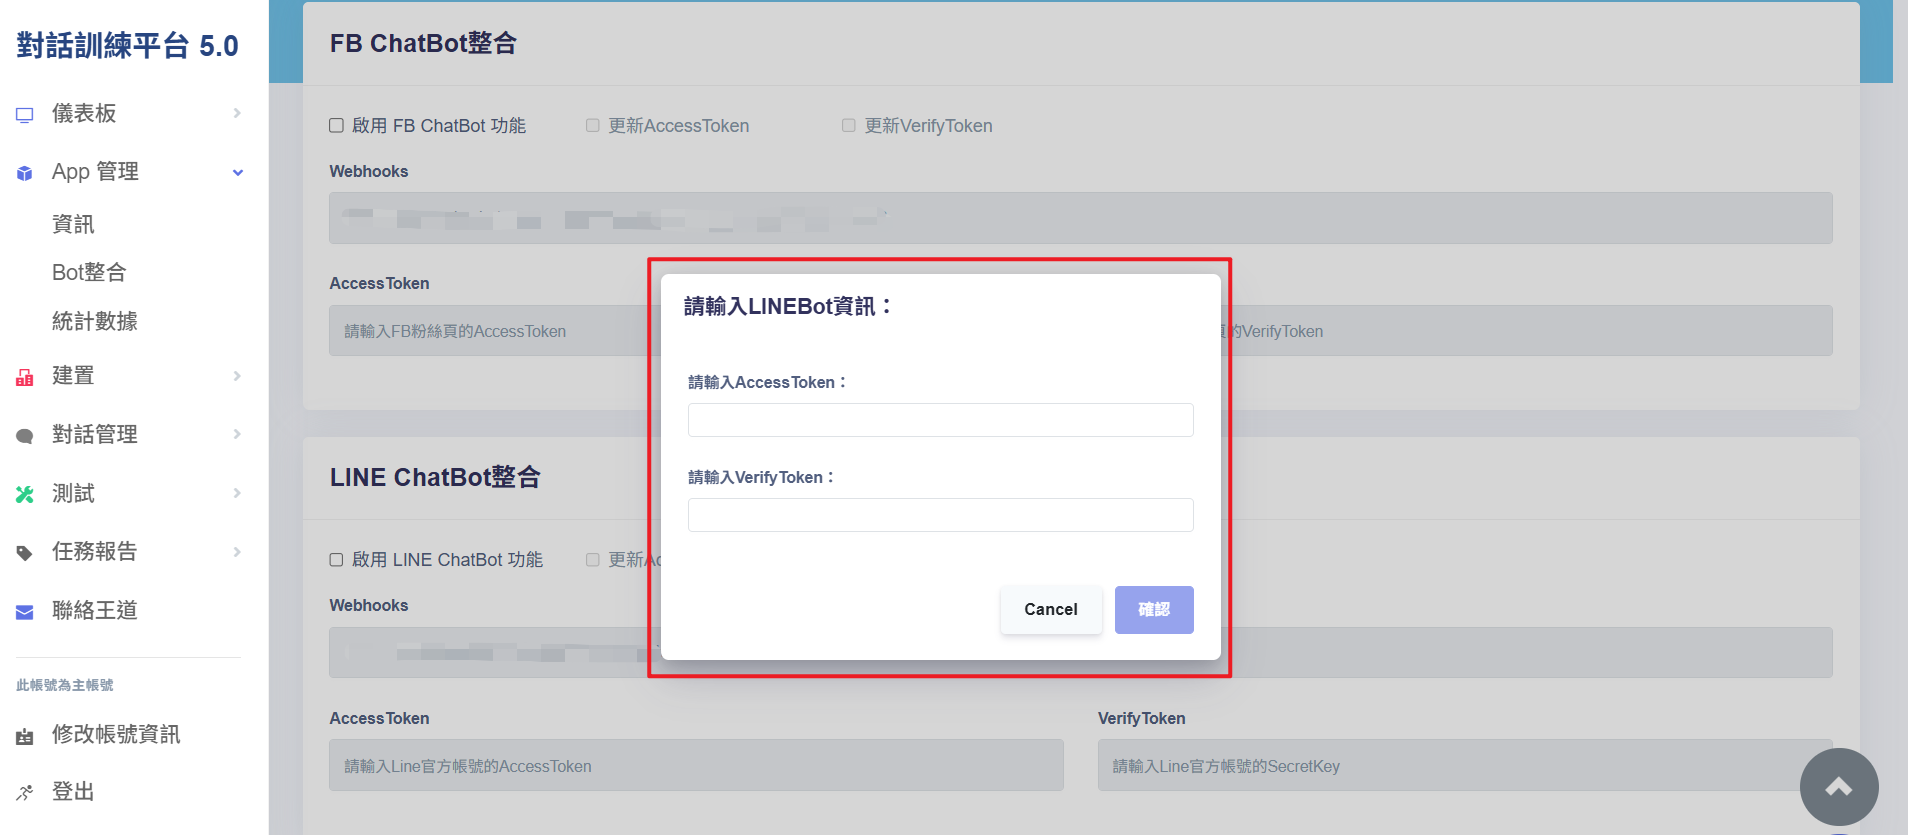 對話訓練平台 5.0
儀表板
App 管理
資訊
Bot整合
統計數據
建置
對話管理
測試
任務報告
聯絡王道
此帳號為主帳號
修改帳號資訊
登出
FB ChatBot整合
啟用 FB ChatBot 功能
更新AccessToken
更新VerifyToken
Webhooks
AccessToken
請輸入FB粉絲頁的AccessToken
的VerifyToken
請輸入LINEBot資訊：
請輸入AccessToken：
請輸入VerifyToken：
Cancel
確認
LINE ChatBot整合
啟用 LINE ChatBot 功能
更新Ac
Webhooks
AccessToken
VerifyToken
請輸入Line官方帳號的AccessToken
請輸入Line官方帳號的SecretKey